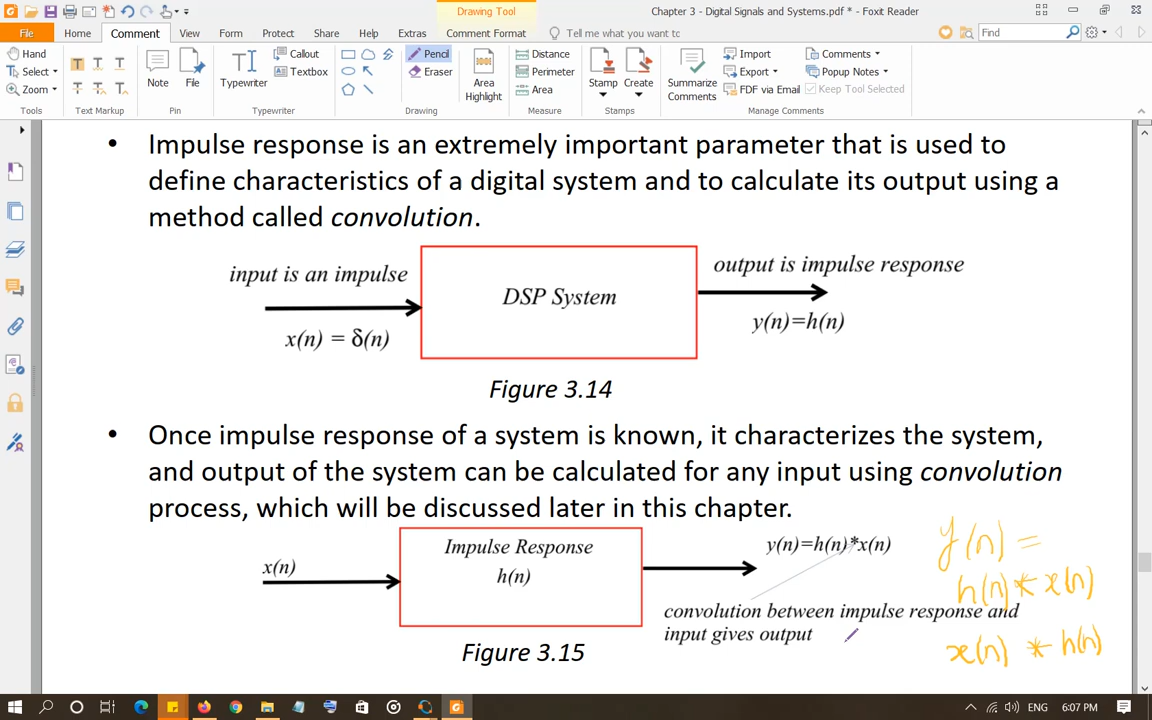 Drawing Tool
Chapter 3 - Digital Signals and Systems.pdf * - Foxit Reader
File Home Comment View Form Protect Share Help Extras Comment Format Tell me what you want to do Find
Hand
Select
Zoom
Tools
Text Markup
Note
File
Pin
Typewriter
Callout
Textbox
Typewriter
Pencil
Eraser
Drawing
Area
Highlight
Distance
Perimeter
Area
Measure
Stamp
Create
Stamps
Summarize
Comments
Import
Export
FDF via Email
Comments
Popup Notes
Keep Tool Selected
Manage Comments
• Impulse response is an extremely important parameter that is used to
define characteristics of a digital system and to calculate its output using a
method called convolution.
input is an impulse
x(n) = δ(n)
DSP System
output is impulse response
y(n)=h(n)
Figure 3.14
• Once impulse response of a system is known, it characterizes the system,
and output of the system can be calculated for any input using convolution
process, which will be discussed later in this chapter.
x(n)
Impulse Response
h(n)
y(n)=h(n)*x(n)
convolution between impulse response and
input gives output
Figure 3.15
y(n) =
h(n) * x(n)
x(n) * h(n)
ENG 6:07 PM